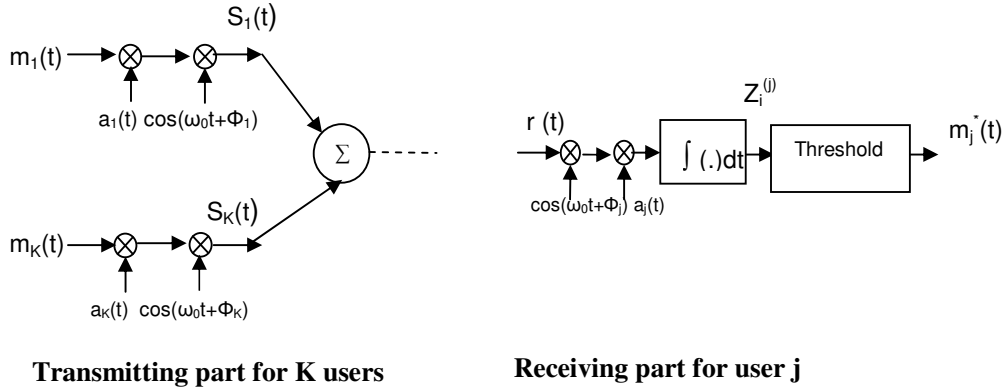 S₁(t)
m₁(t)
a₁(t) cos(ω₀t+Φ₁)
Σ
S_K(t)
m_K(t)
a_K(t) cos(ω₀t+Φ_K)
Transmitting part for K users
Z_i^(j)
r (t)
∫ (.)dt
Threshold
m_j^*(t)
cos(ω₀t+Φ_j) a_j(t)
Receiving part for user j